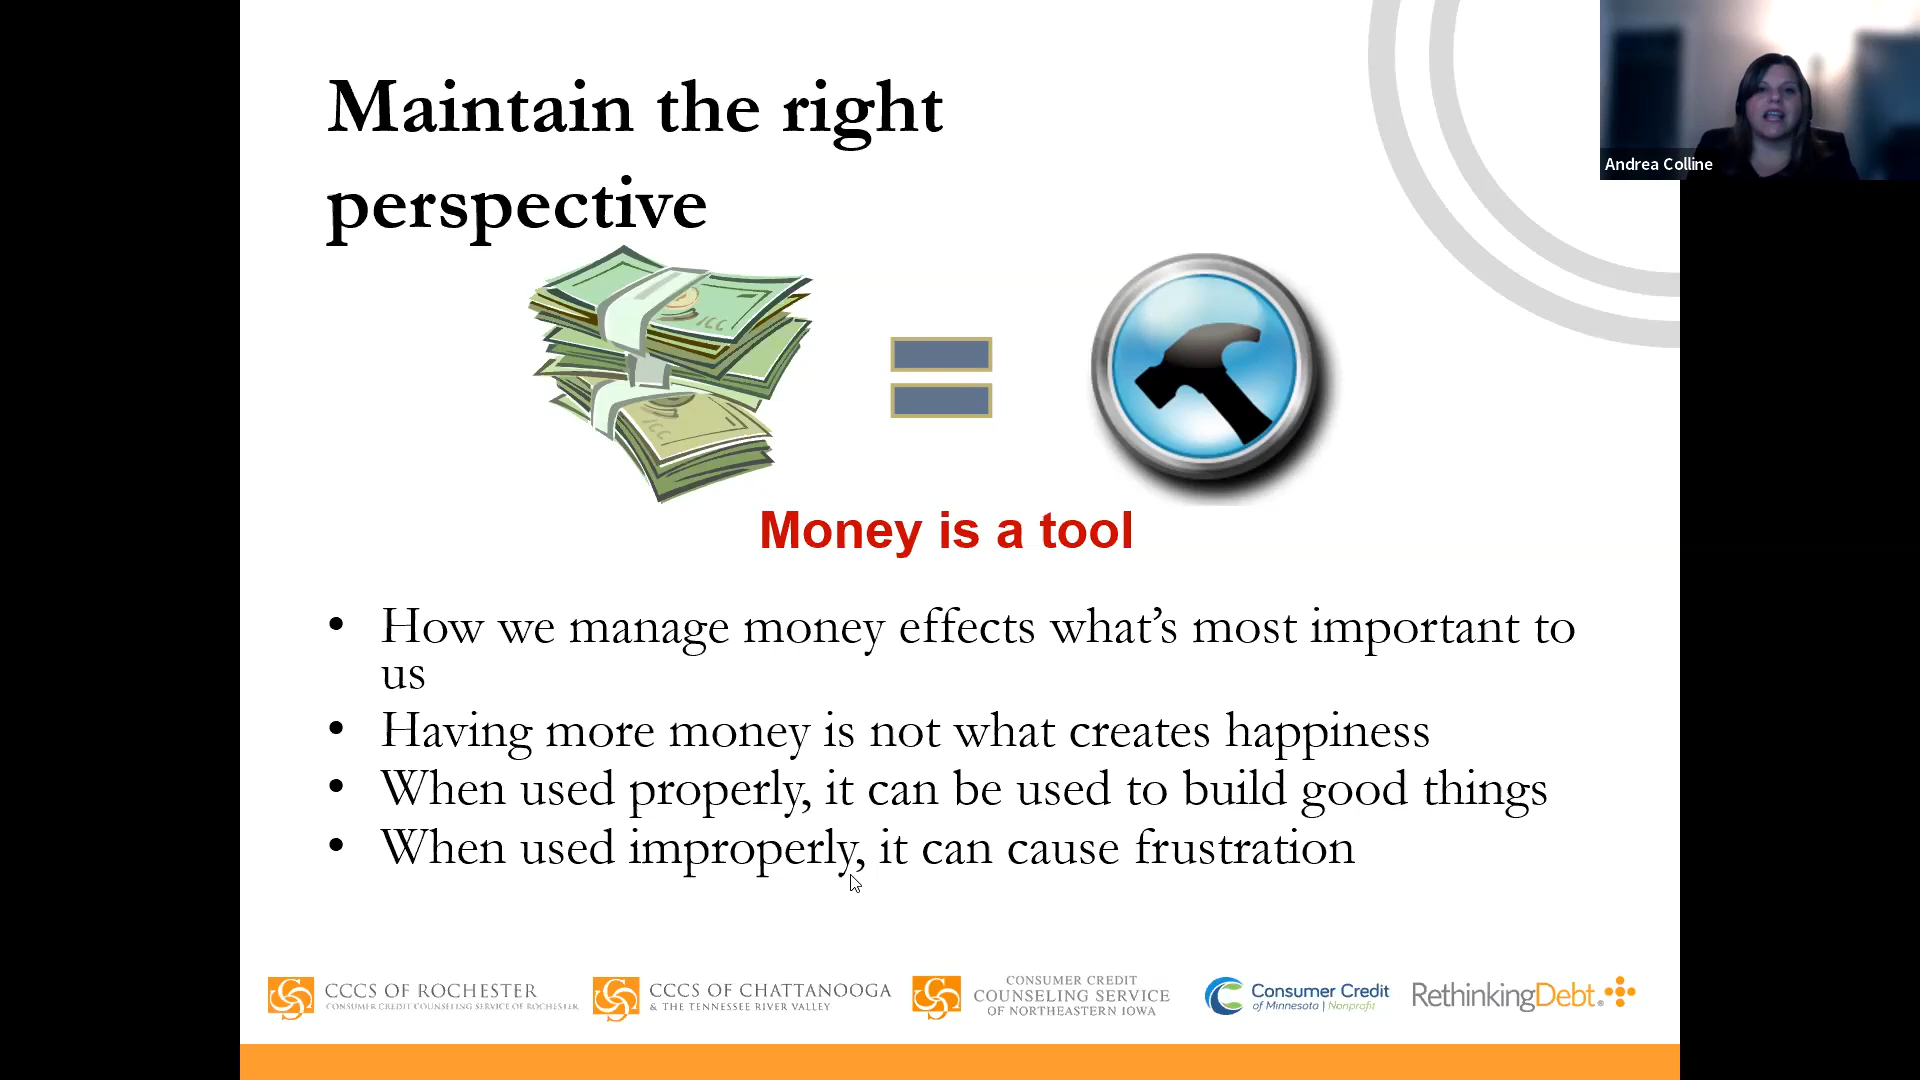 Maintain the right
perspective
Andrea Colline
Money is a tool
• How we manage money effects what’s most important to
us
• Having more money is not what creates happiness
• When used properly, it can be used to build good things
• When used improperly, it can cause frustration
CCCS OF ROCHESTER
CONSUMER CREDIT COUNSELING SERVICE OF ROCHESTER
CCCS OF CHATTANOOGA
& THE TENNESSEE RIVER VALLEY
CONSUMER CREDIT
COUNSELING SERVICE
OF NORTHEASTERN IOWA
Consumer Credit
of Minnesota | Nonprofit
RethinkingDebt®